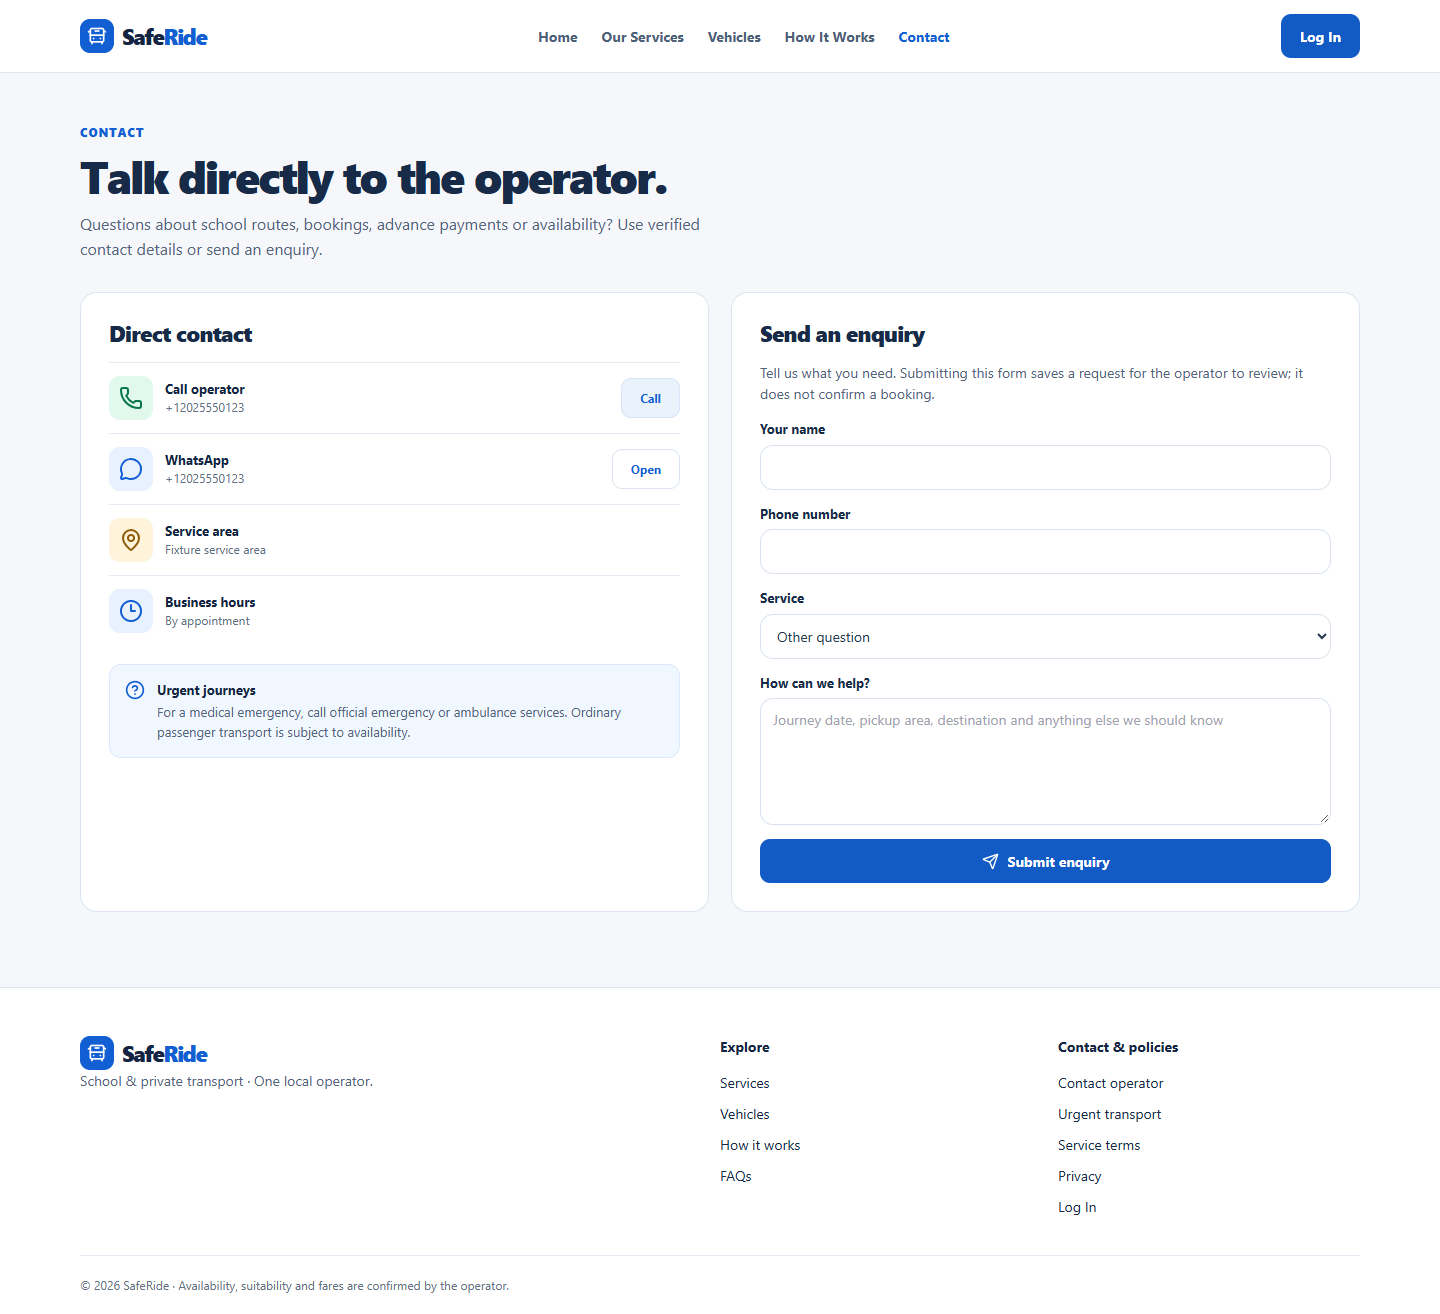 SafeRide
Home
Our Services
Vehicles
How It Works
Contact
Log In
CONTACT
Talk directly to the operator.
Questions about school routes, bookings, advance payments or availability? Use verified
contact details or send an enquiry.
Direct contact
Call operator
+12025550123
Call
WhatsApp
+12025550123
Open
Service area
Fixture service area
Business hours
By appointment
Urgent journeys
For a medical emergency, call official emergency or ambulance services. Ordinary
passenger transport is subject to availability.
Send an enquiry
Tell us what you need. Submitting this form saves a request for the operator to review; it
does not confirm a booking.
Your name
Phone number
Service
Other question
How can we help?
Journey date, pickup area, destination and anything else we should know
Submit enquiry
SafeRide
School & private transport · One local operator.
Explore
Services
Vehicles
How it works
FAQs
Contact & policies
Contact operator
Urgent transport
Service terms
Privacy
Log In
© 2026 SafeRide · Availability, suitability and fares are confirmed by the operator.